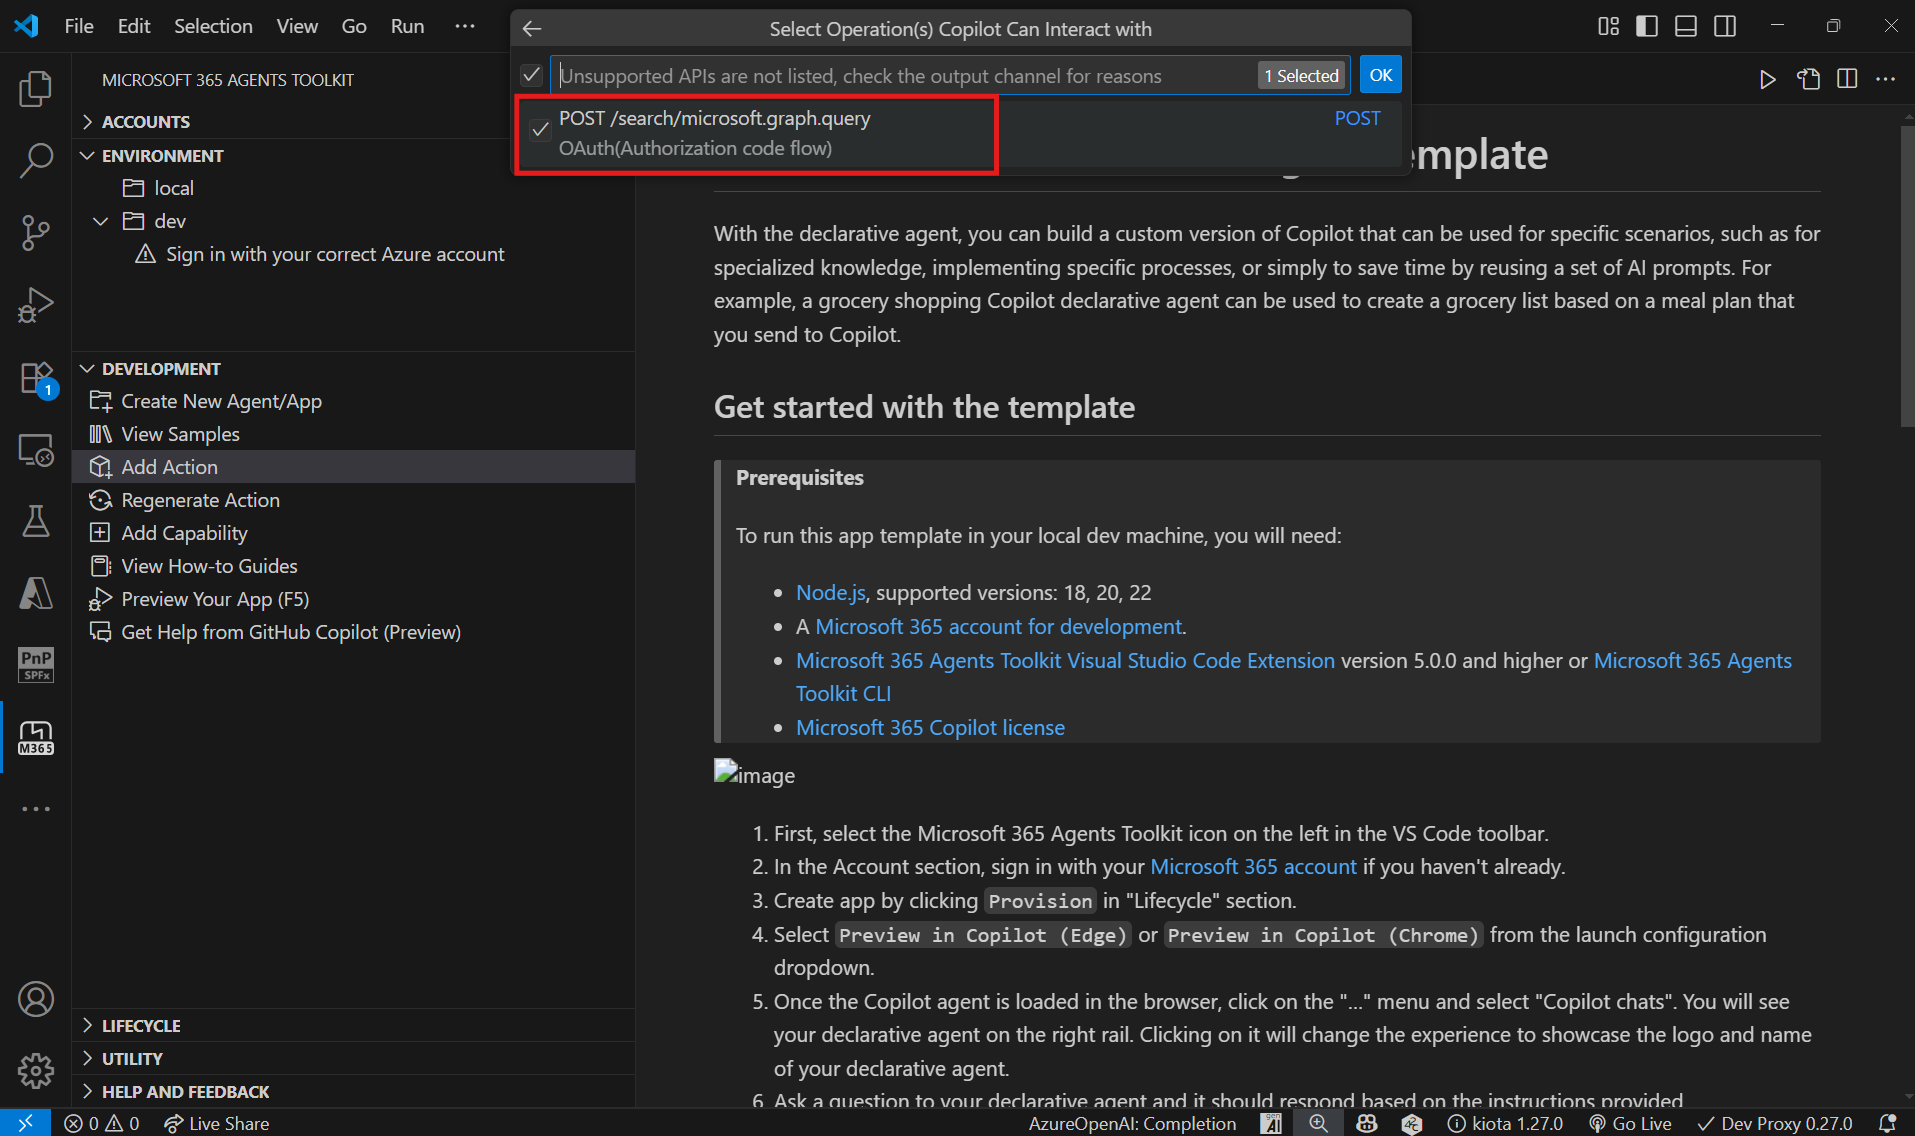 File Edit Selection View Go Run ···
Select Operation(s) Copilot Can Interact with
Unsupported APIs are not listed, check the output channel for reasons 1 Selected OK
POST /search/microsoft.graph.query POST
OAuth(Authorization code flow)
MICROSOFT 365 AGENTS TOOLKIT
ACCOUNTS
ENVIRONMENT
local
dev
Sign in with your correct Azure account
DEVELOPMENT
Create New Agent/App
View Samples
Add Action
Regenerate Action
Add Capability
View How-to Guides
Preview Your App (F5)
Get Help from GitHub Copilot (Preview)
LIFECYCLE
UTILITY
HELP AND FEEDBACK
1
PnP
SPFx
M365
mplate
With the declarative agent, you can build a custom version of Copilot that can be used for specific scenarios, such as for
specialized knowledge, implementing specific processes, or simply to save time by reusing a set of AI prompts. For
example, a grocery shopping Copilot declarative agent can be used to create a grocery list based on a meal plan that
you send to Copilot.
Get started with the template
Prerequisites
To run this app template in your local dev machine, you will need:
• Node.js, supported versions: 18, 20, 22
• A Microsoft 365 account for development.
• Microsoft 365 Agents Toolkit Visual Studio Code Extension version 5.0.0 and higher or Microsoft 365 Agents
Toolkit CLI
• Microsoft 365 Copilot license
image
1. First, select the Microsoft 365 Agents Toolkit icon on the left in the VS Code toolbar.
2. In the Account section, sign in with your Microsoft 365 account if you haven't already.
3. Create app by clicking Provision in "Lifecycle" section.
4. Select Preview in Copilot (Edge) or Preview in Copilot (Chrome) from the launch configuration
dropdown.
5. Once the Copilot agent is loaded in the browser, click on the "…" menu and select "Copilot chats". You will see
your declarative agent on the right rail. Clicking on it will change the experience to showcase the logo and name
of your declarative agent.
6. Ask a question to your declarative agent and it should respond based on the instructions provided
0 0 Live Share AzureOpenAI: Completion gen AI kiota 1.27.0 Go Live Dev Proxy 0.27.0